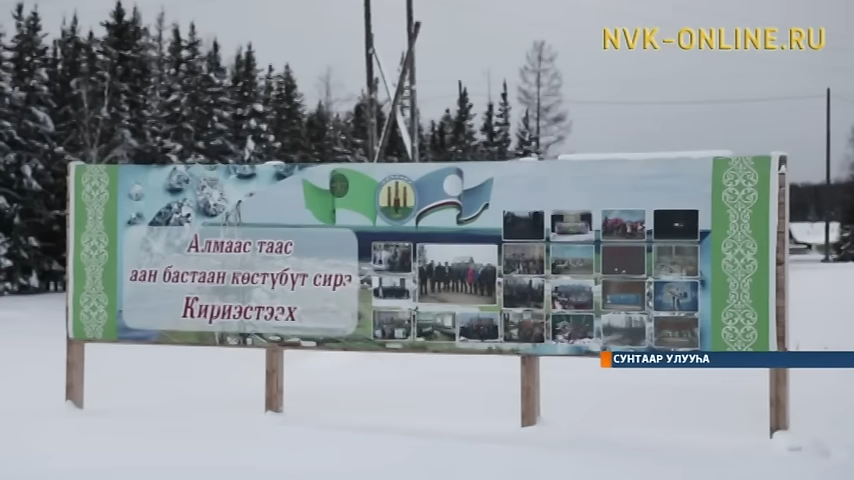 NVK-ONLINE.RU
Алмаас таас
аан бастаан көстүбүт сирэ
Кириэстээх
СУНТААР УЛУУҺА